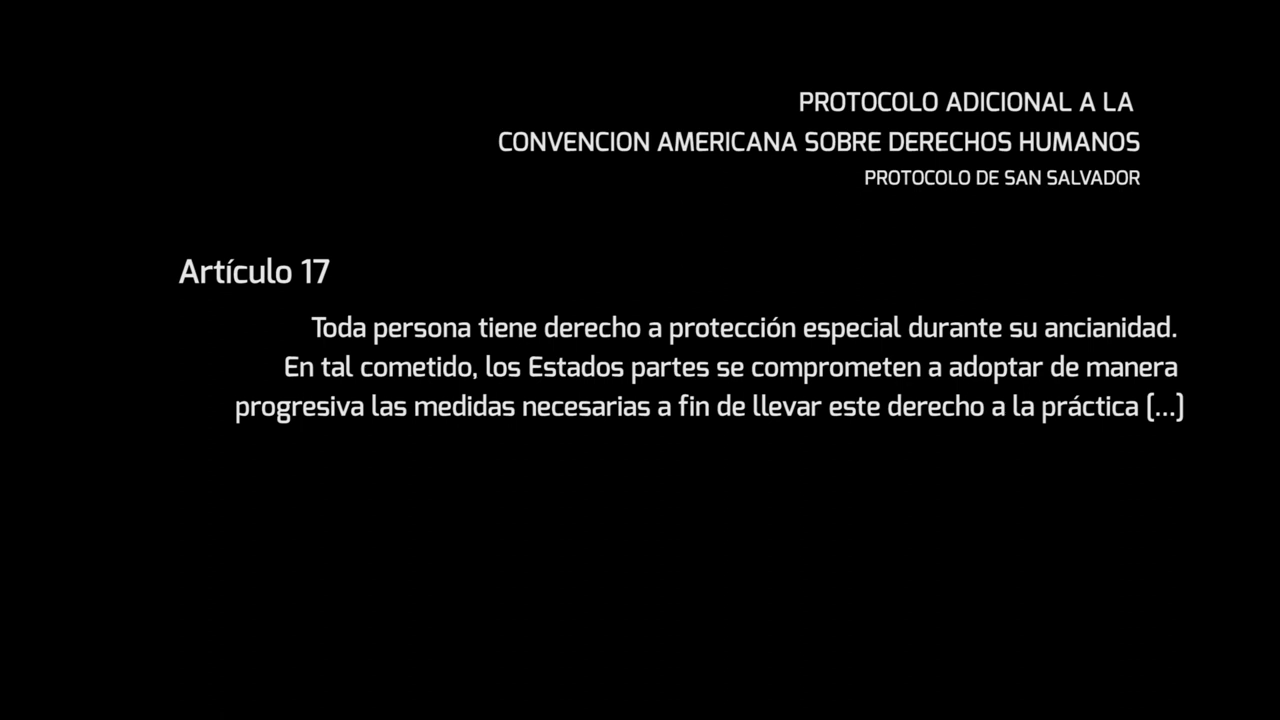 PROTOCOLO ADICIONAL A LA
CONVENCION AMERICANA SOBRE DERECHOS HUMANOS
PROTOCOLO DE SAN SALVADOR
Artículo 17
Toda persona tiene derecho a protección especial durante su ancianidad.
En tal cometido, los Estados partes se comprometen a adoptar de manera
progresiva las medidas necesarias a fin de llevar este derecho a la práctica [...]